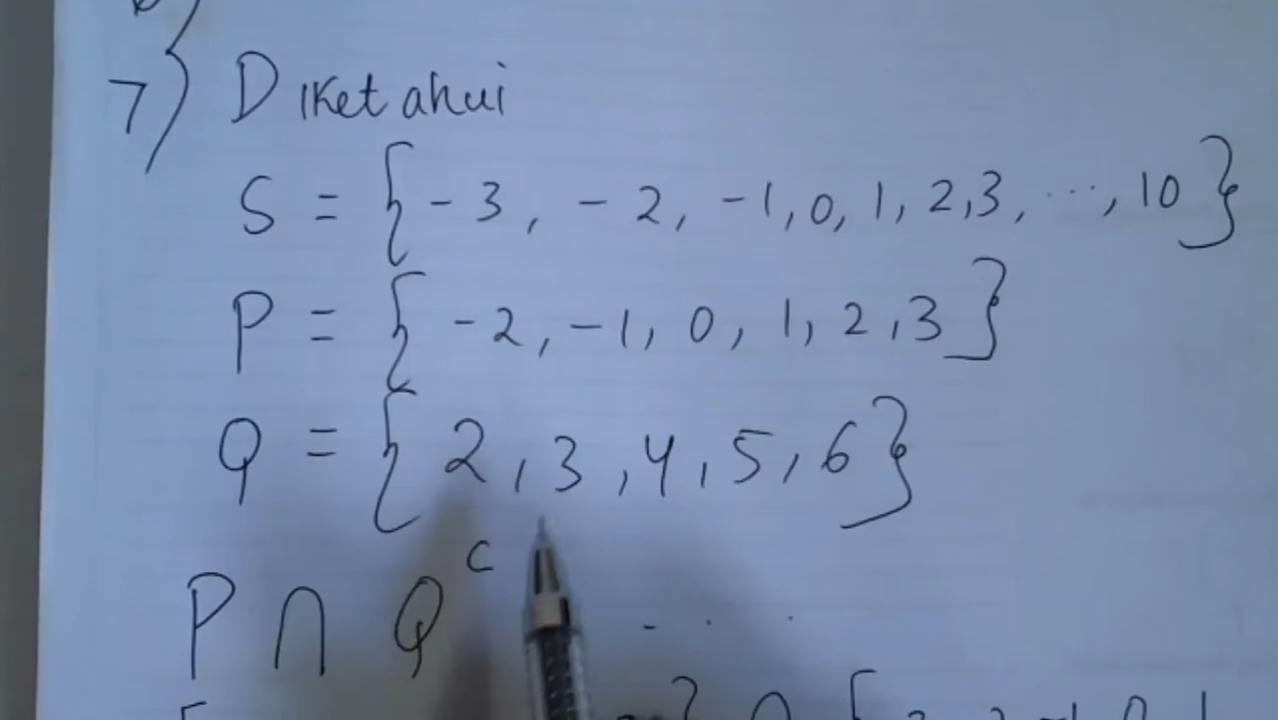 7) Diketahui
S = { -3, -2, -1, 0, 1, 2, 3, ..., 10 }
P = { -2, -1, 0, 1, 2, 3 }
Q = { 2, 3, 4, 5, 6 }
P ∩ Q^c ...